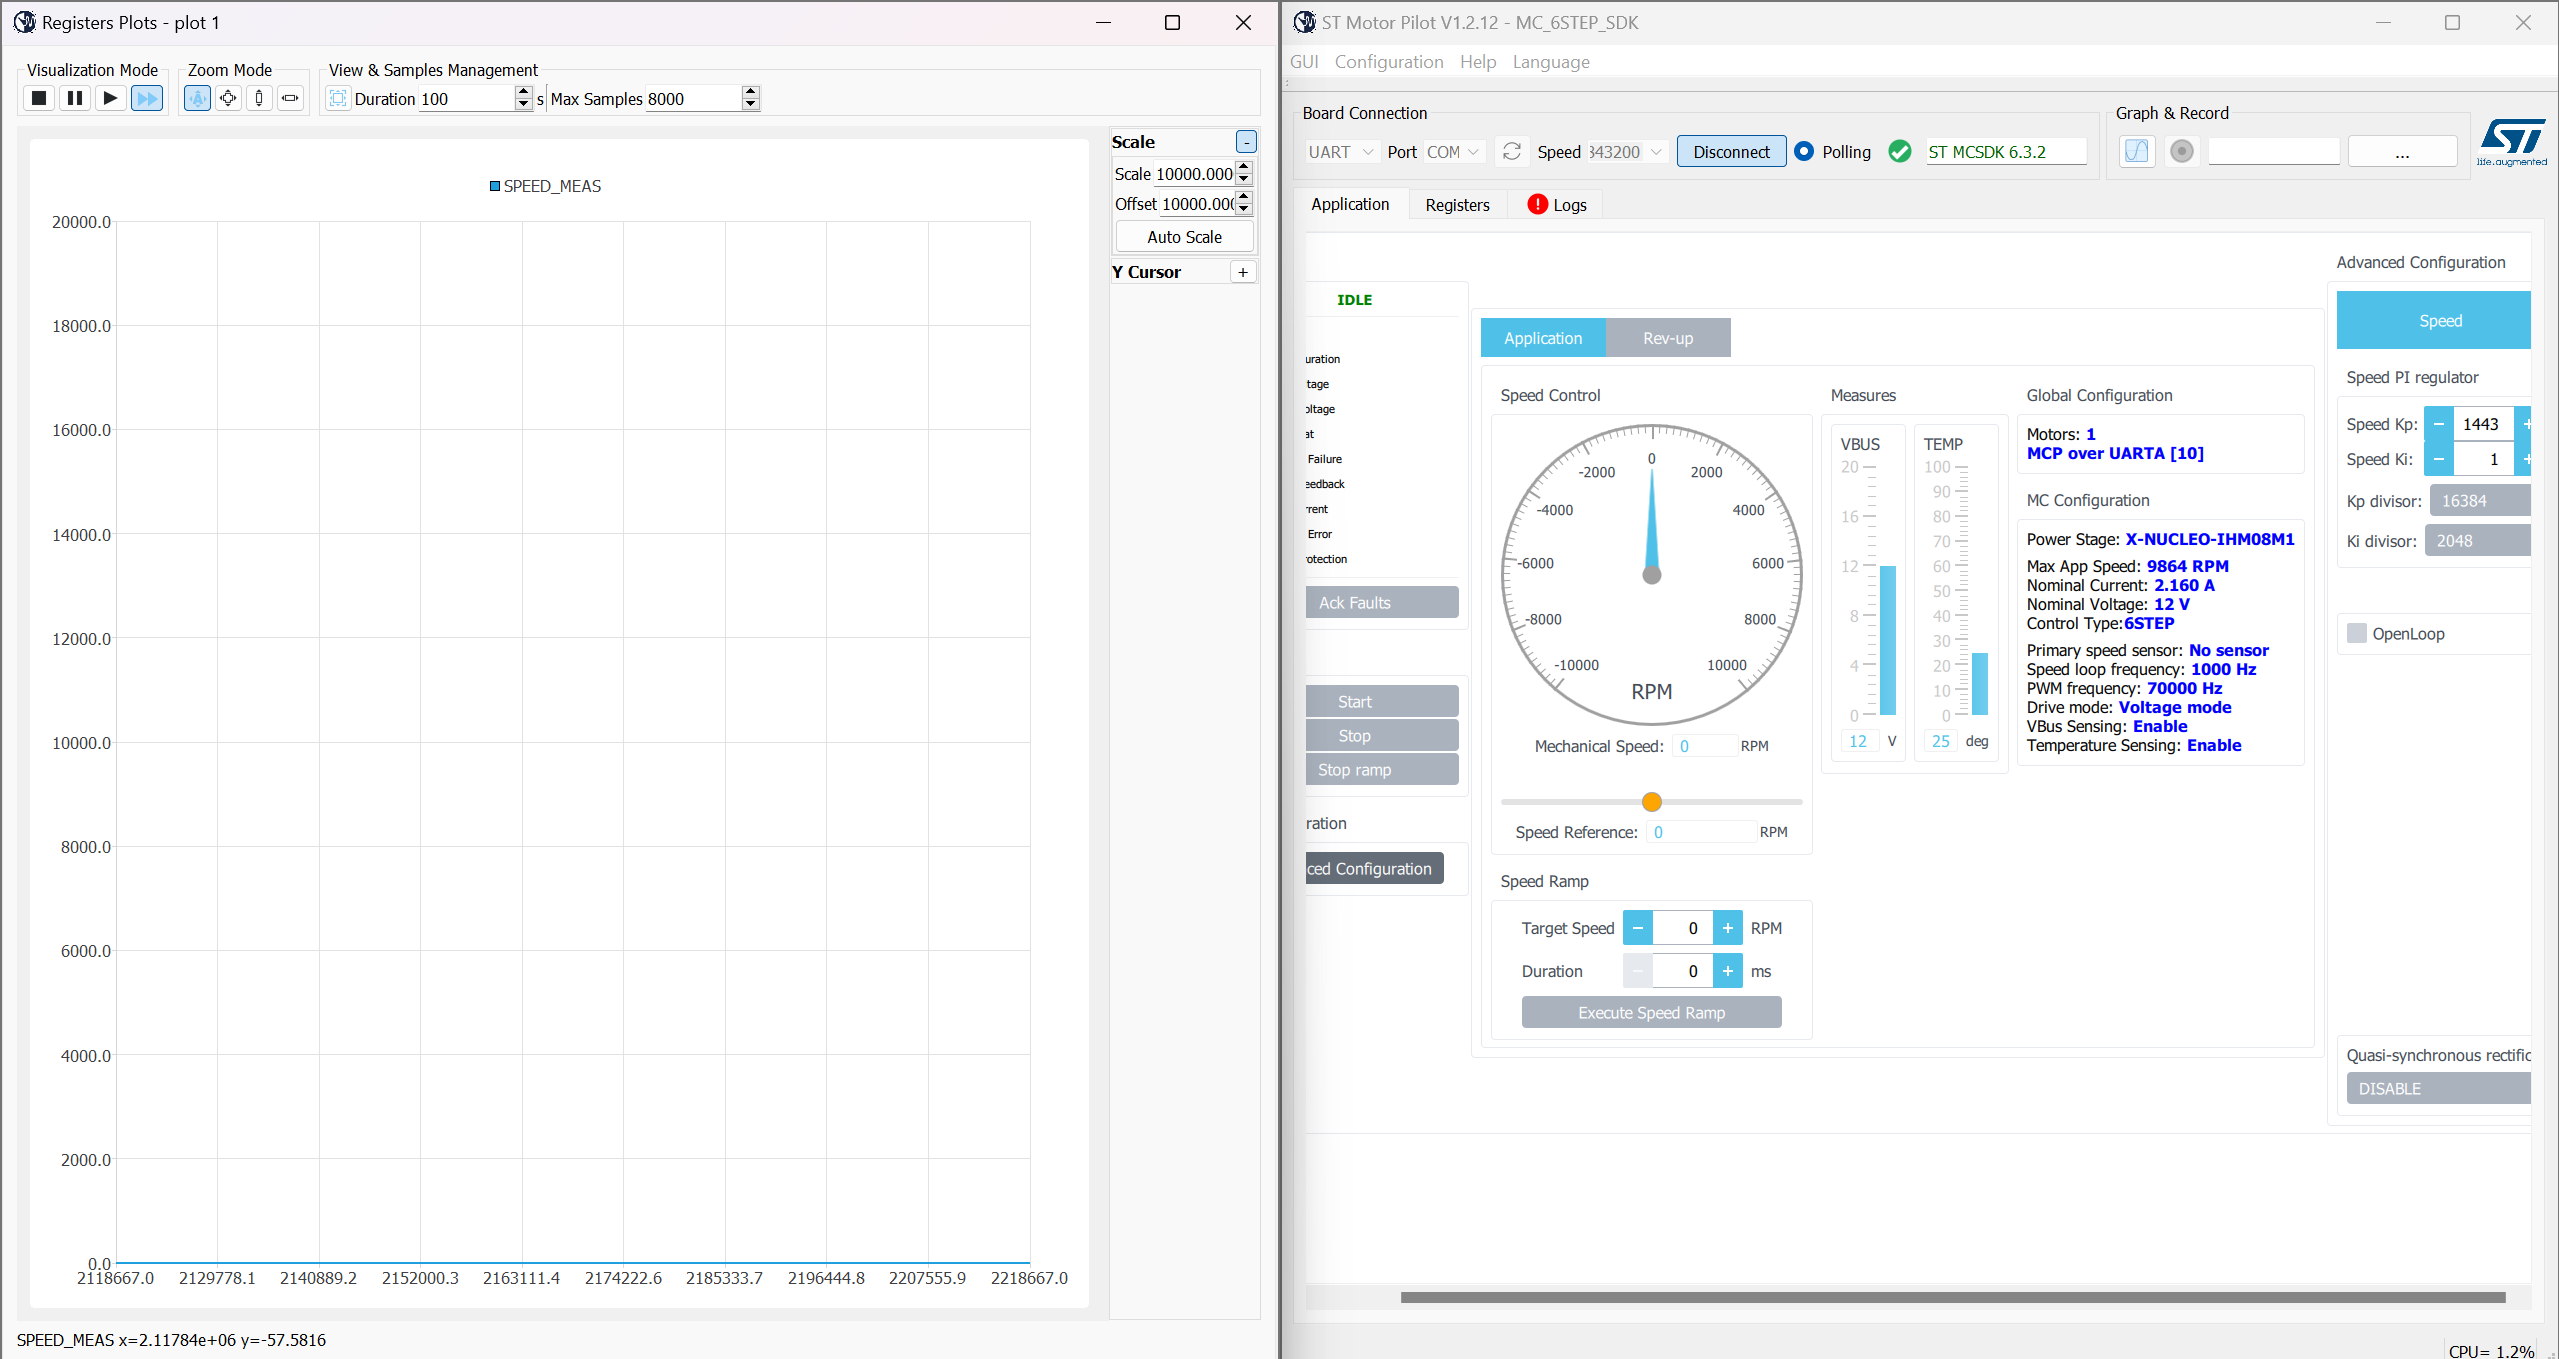 Registers Plots - plot 1
Visualization Mode
Zoom Mode
View & Samples Management
Duration 100 s
Max Samples 8000
Scale -
Scale 10000.000
Offset 10000.00
Auto Scale
Y Cursor +
SPEED_MEAS
20000.0
18000.0
16000.0
14000.0
12000.0
10000.0
8000.0
6000.0
4000.0
2000.0
0.0
2118667.0 2129778.1 2140889.2 2152000.3 2163111.4 2174222.6 2185333.7 2196444.8 2207555.9 2218667.0
SPEED_MEAS x=2.11784e+06 y=-57.5816
ST Motor Pilot V1.2.12 - MC_6STEP_SDK
GUI Configuration Help Language
Board Connection
UART Port COM Speed 843200 Disconnect Polling ST MCSDK 6.3.2
Graph & Record
...
ST
life.augmented
Application Registers Logs
IDLE
uration
tage
oltage
at
Failure
eedback
rrent
Error
otection
Ack Faults
Start
Stop
Stop ramp
ration
ced Configuration
Application Rev-up
Speed Control
0
-2000 2000
-4000 4000
-6000 6000
-8000 8000
-10000 10000
RPM
Mechanical Speed: 0 RPM
Speed Reference: 0 RPM
Speed Ramp
Target Speed − 0 + RPM
Duration − 0 + ms
Execute Speed Ramp
Measures
VBUS
20
16
12
8
4
0
12 V
TEMP
100
90
80
70
60
50
40
30
20
10
0
25 deg
Global Configuration
Motors: 1
MCP over UARTA [10]
MC Configuration
Power Stage: X-NUCLEO-IHM08M1
Max App Speed: 9864 RPM
Nominal Current: 2.160 A
Nominal Voltage: 12 V
Control Type:6STEP
Primary speed sensor: No sensor
Speed loop frequency: 1000 Hz
PWM frequency: 70000 Hz
Drive mode: Voltage mode
VBus Sensing: Enable
Temperature Sensing: Enable
Advanced Configuration
Speed
Speed PI regulator
Speed Kp: − 1443 +
Speed Ki: − 1 +
Kp divisor: 16384
Ki divisor: 2048
OpenLoop
Quasi-synchronous rectific
DISABLE
CPU= 1.2%